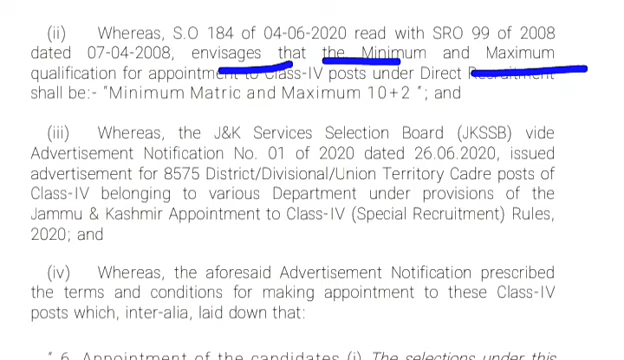 (ii) Whereas, S.O 184 of 04-06-2020 read with SRO 99 of 2008
dated 07-04-2008, envisages that the Minimum and Maximum
qualification for appointment to Class-IV posts under Direct Recruitment
shall be:- "Minimum Matric and Maximum 10+2 "; and
(iii) Whereas, the J&K Services Selection Board (JKSSB) vide
Advertisement Notification No. 01 of 2020 dated 26.06.2020, issued
advertisement for 8575 District/Divisional/Union Territory Cadre posts of
Class-IV belonging to various Department under provisions of the
Jammu & Kashmir Appointment to Class-IV (Special Recruitment) Rules,
2020; and
(iv) Whereas, the aforesaid Advertisement Notification prescribed
the terms and conditions for making appointment to these Class-IV
posts which, inter-alia, laid down that:
" 6. Appointment of the candidates (i) The selections under this